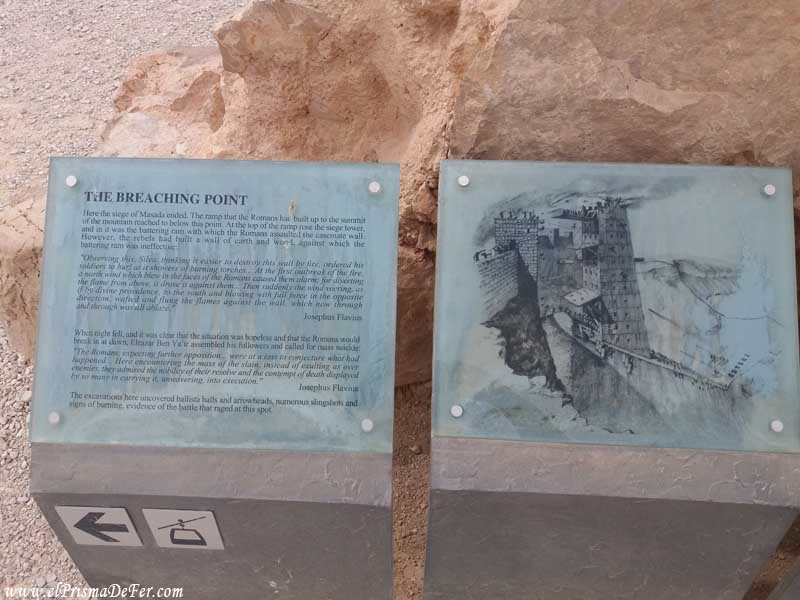 THE BREACHING POINT
Here the siege of Masada ended. The ramp that the Romans had built up to the summit
of the mountain reached to below this point. At the top of the ramp rose the siege tower,
and in it was the battering ram with which the Romans assaulted the casemate wall.
However, the rebels had built a wall of earth and wood, against which the
battering ram was ineffective:
"Observing this, Silva, thinking it easier to destroy this wall by fire, ordered his
soldiers to hurl at it showers of burning torches... At the first outbreak of the fire,
a north wind which blew in the faces of the Romans caused them alarm; for diverting
the flame from above, it drove it against them... Then suddenly the wind veering, as
if by divine providence, to the south and blowing with full force in the opposite
direction, wafted and flung the flames against the wall, which now through
and through was all ablaze."
Josephus Flavius
When night fell, and it was clear that the situation was hopeless and that the Romans would
break in at dawn, Eleazar Ben Ya'ir assembled his followers and called for mass suicide:
"The Romans, expecting further opposition... were at a loss to conjecture what had
happened... Here encountering the mass of the slain, instead of exulting as over
enemies, they admired the nobility of their resolve and the contempt of death displayed
by so many in carrying it, unwavering, into execution."
Josephus Flavius
The excavations here uncovered ballista balls and arrowheads, numerous slingshots and
signs of burning, evidence of the battle that raged at this spot.
www.elPrismaDeFer.com